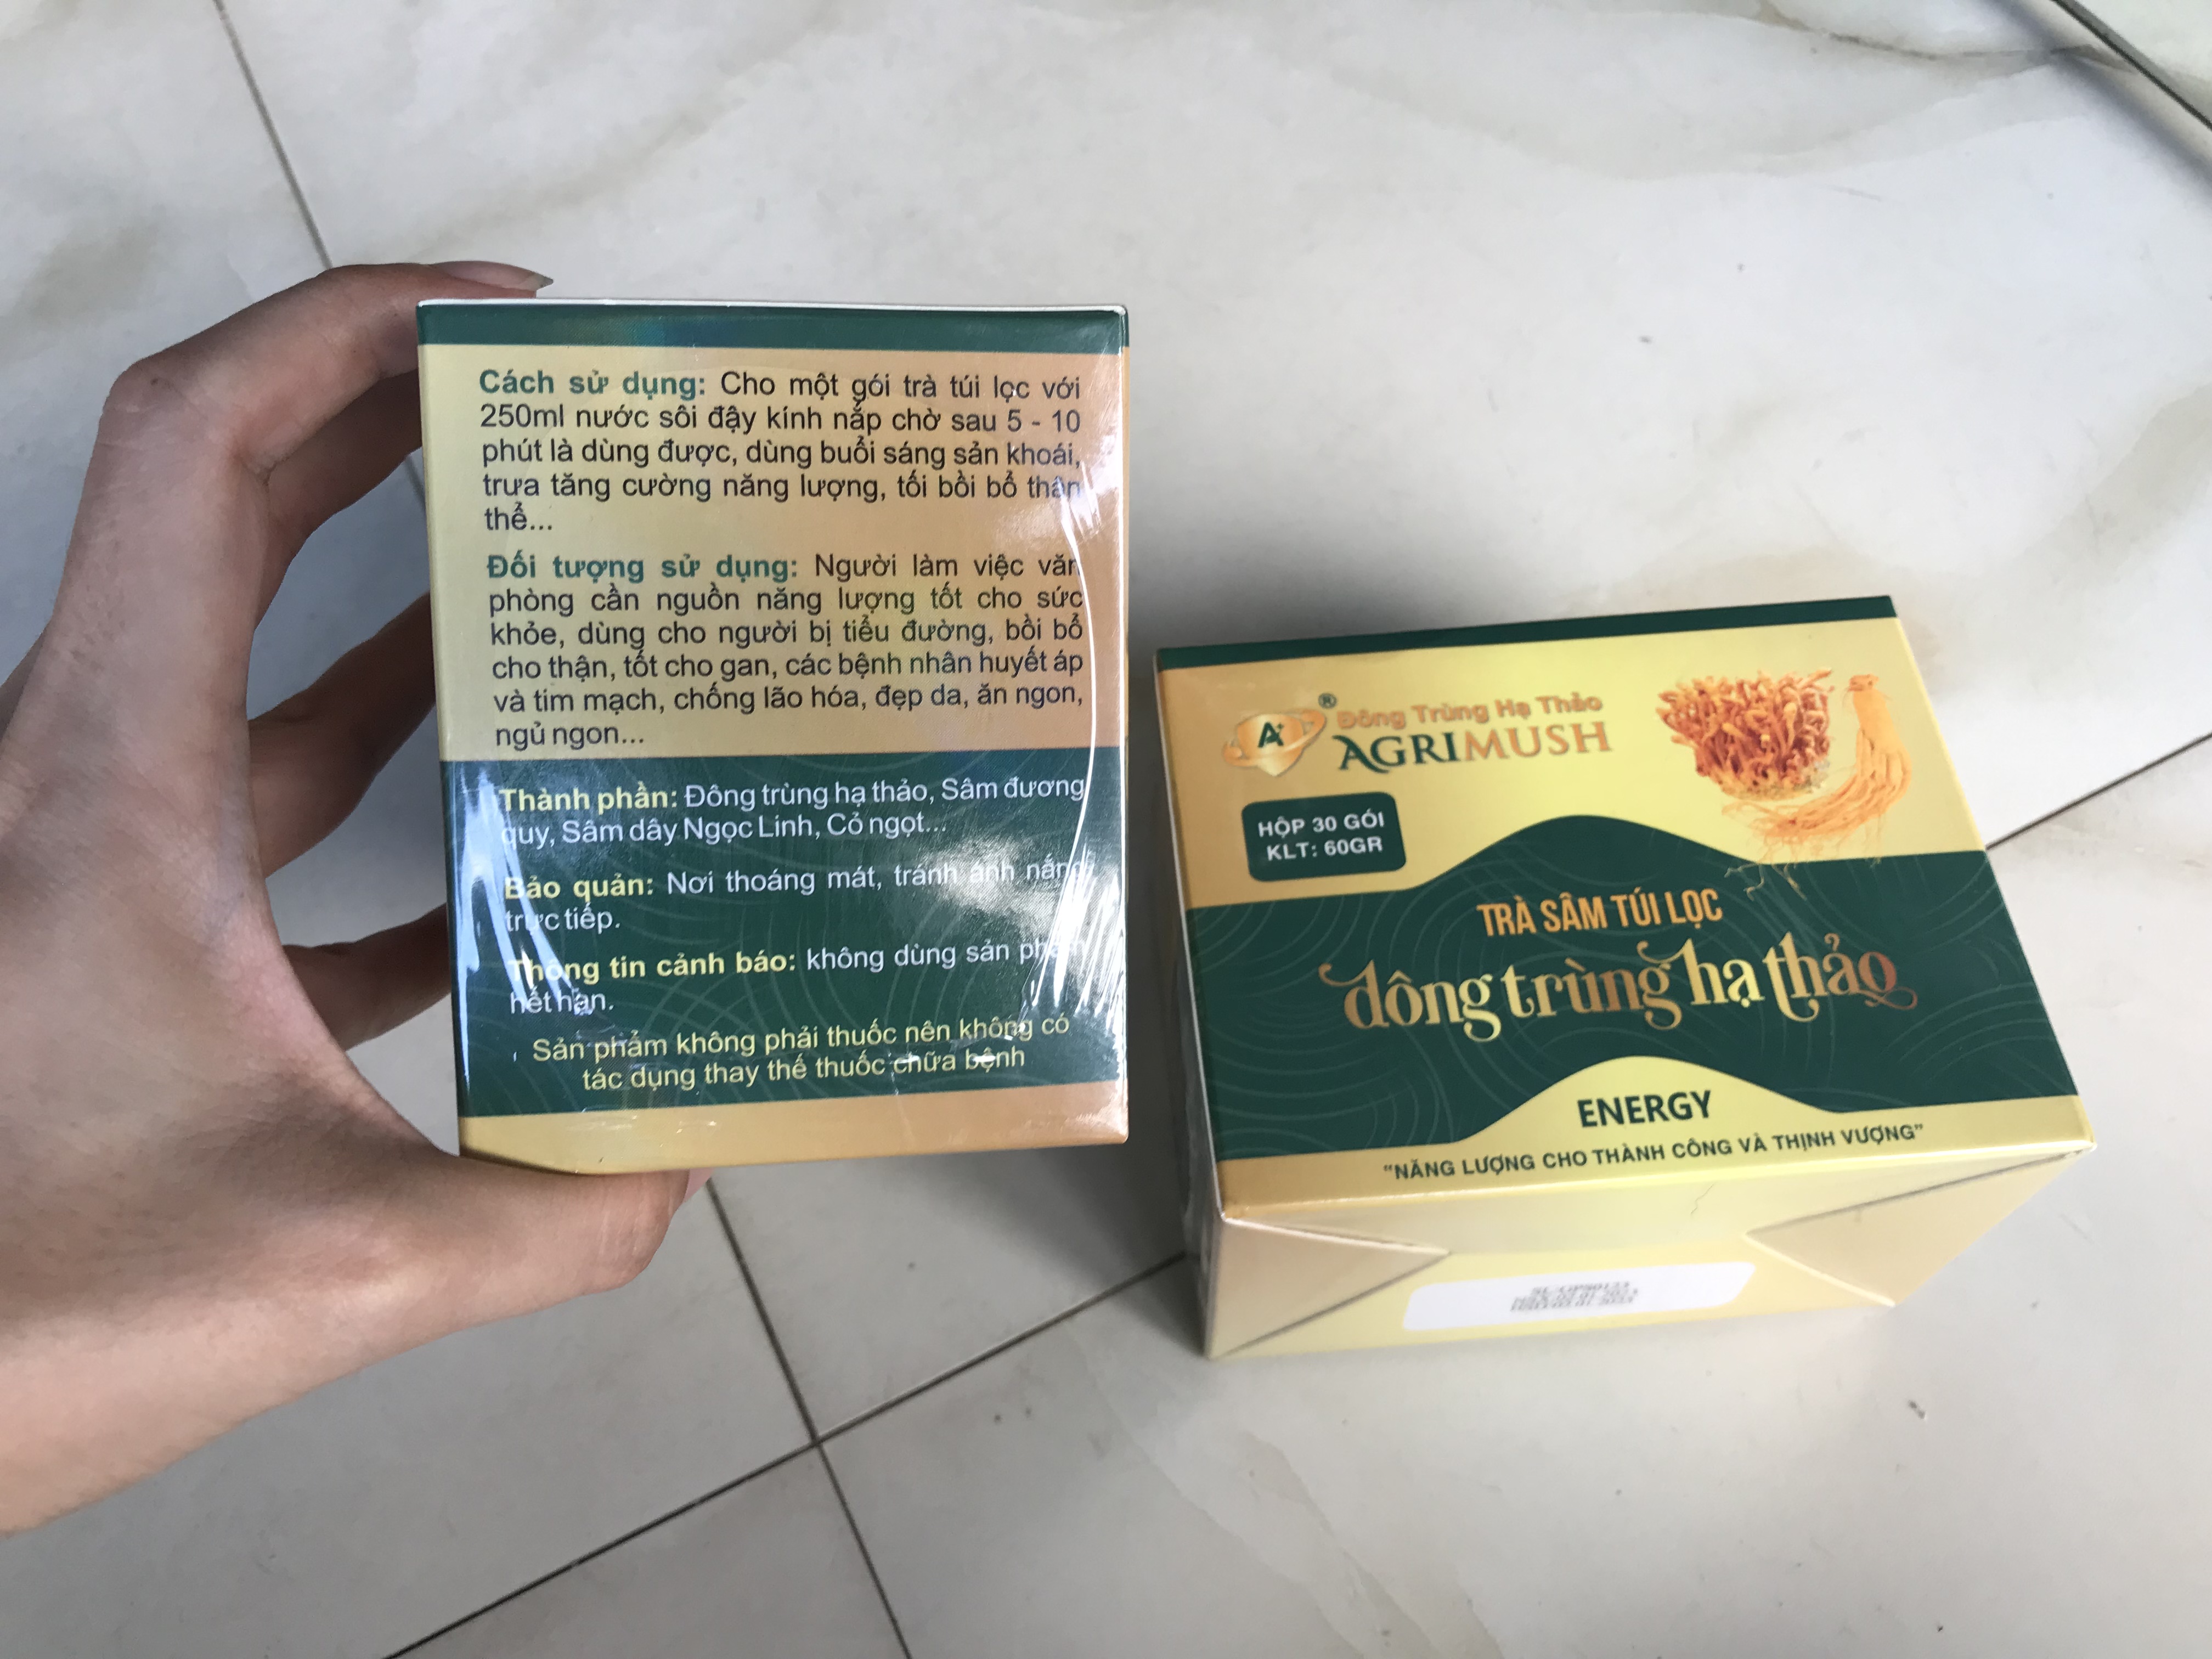 Cách sử dụng: Cho một gói trà túi lọc với
250ml nước sôi đậy kính nắp chờ sau 5 - 10
phút là dùng được, dùng buổi sáng sản khoái,
trưa tăng cường năng lượng, tối bồi bổ thân
thể...
Đối tượng sử dụng: Người làm việc văn
phòng cần nguồn năng lượng tốt cho sức
khỏe, dùng cho người bị tiểu đường, bồi bổ
cho thận, tốt cho gan, các bệnh nhân huyết áp
và tim mạch, chống lão hóa, đẹp da, ăn ngon,
ngủ ngon...
Thành phần: Đông trùng hạ thảo, Sâm đương
quy, Sâm dây Ngọc Linh, Cỏ ngọt...
Bảo quản: Nơi thoáng mát, tránh ánh nắng
trực tiếp.
Thông tin cảnh báo: không dùng sản phẩm
hết hạn.
Sản phẩm không phải thuốc nên không có
tác dụng thay thế thuốc chữa bệnh
A+ ®
Đông Trùng Hạ Thảo
AGRIMUSH
HỘP 30 GÓI
KLT: 60GR
TRÀ SÂM TÚI LỌC
đông trùng hạ thảo
ENERGY
"NĂNG LƯỢNG CHO THÀNH CÔNG VÀ THỊNH VƯỢNG"